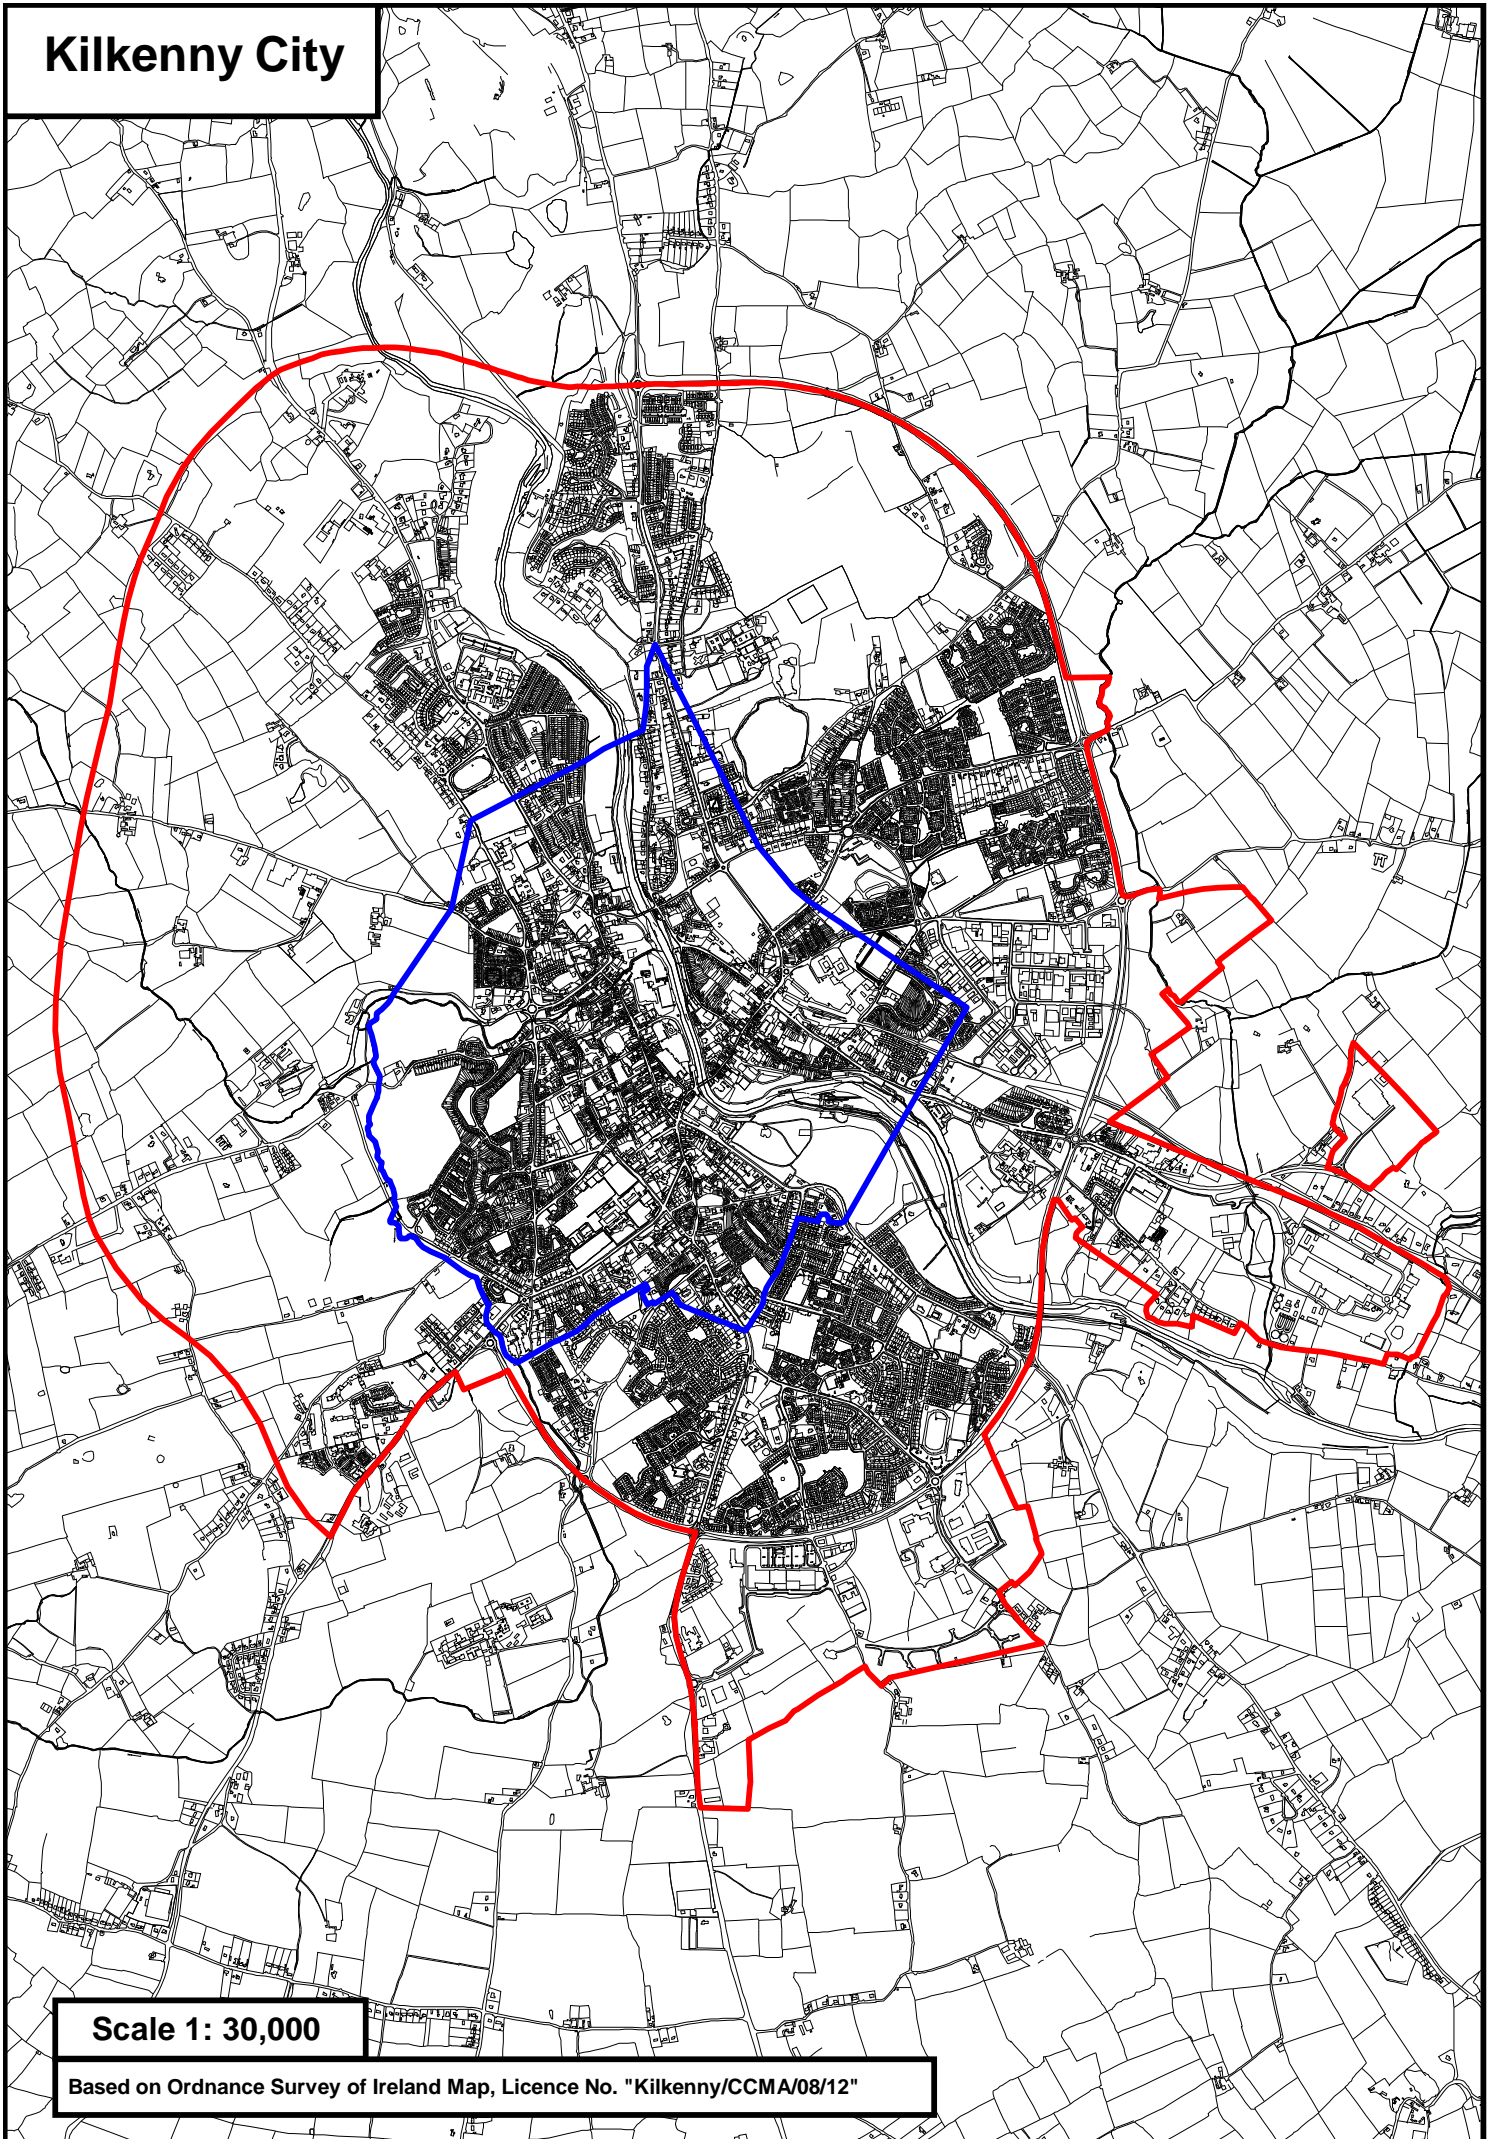 Kilkenny City
Scale 1: 30,000
Based on Ordnance Survey of Ireland Map, Licence No. "Kilkenny/CCMA/08/12"